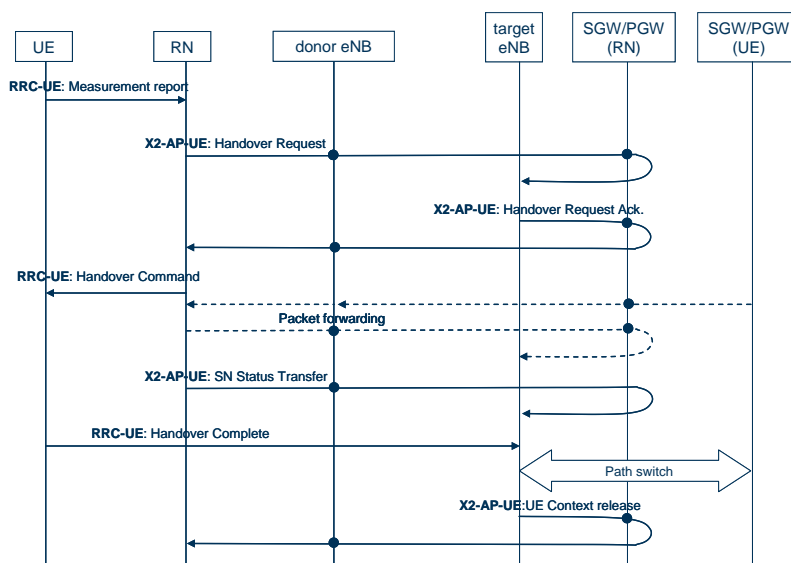 UE
RN
donor eNB
target
eNB
SGW/PGW
(RN)
SGW/PGW
(UE)
RRC-UE: Measurement report
X2-AP-UE: Handover Request
X2-AP-UE: Handover Request Ack.
RRC-UE: Handover Command
Packet forwarding
X2-AP-UE: SN Status Transfer
RRC-UE: Handover Complete
Path switch
X2-AP-UE:UE Context release